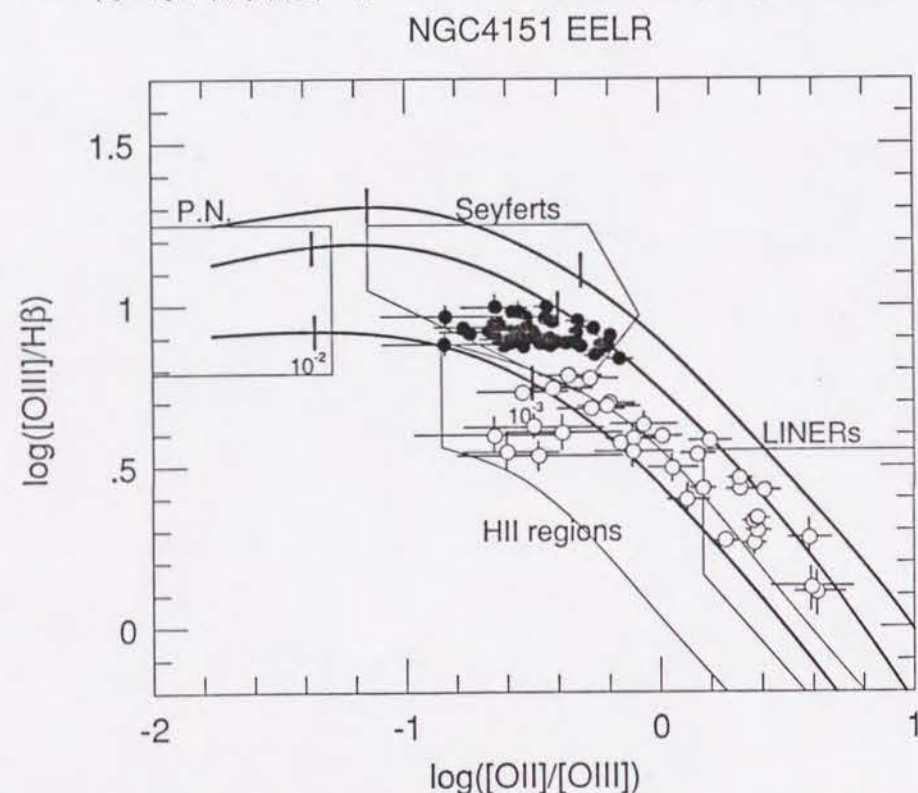 NGC4151 EELR
1.5
1
.5
0
log([OIII]/Hβ)
P.N.
Seyferts
10⁻²
10⁻³
LINERs
HII regions
-2
-1
0
1
log([OII]/[OIII])